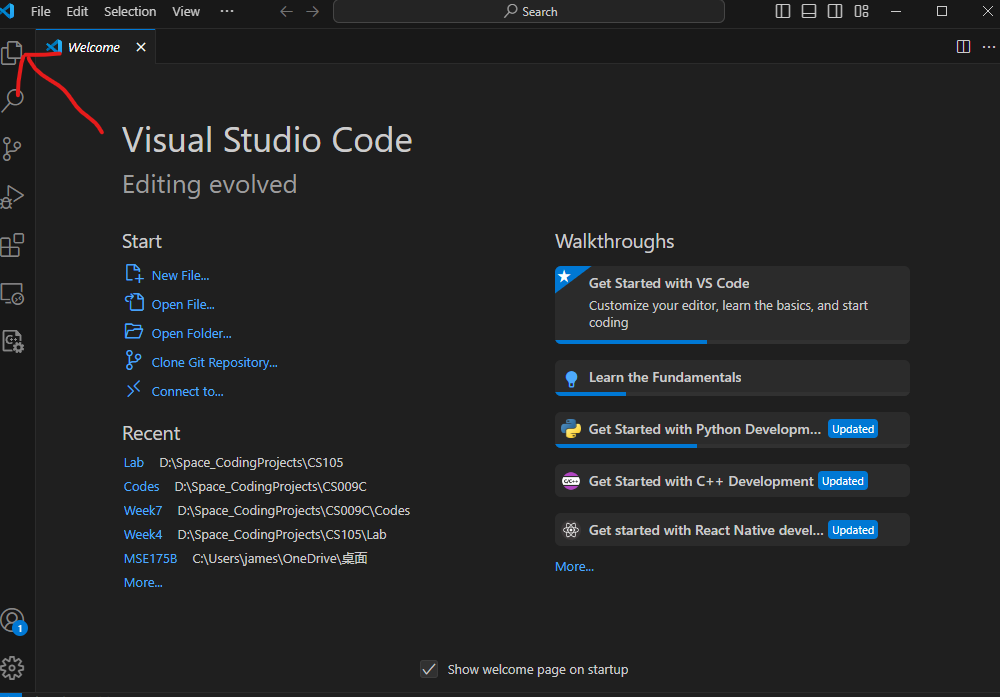 File Edit Selection View ··· Search
Welcome
Visual Studio Code
Editing evolved
Start
New File...
Open File...
Open Folder...
Clone Git Repository...
Connect to...
Recent
Lab D:\Space_CodingProjects\CS105
Codes D:\Space_CodingProjects\CS009C
Week7 D:\Space_CodingProjects\CS009C\Codes
Week4 D:\Space_CodingProjects\CS105\Lab
MSE175B C:\Users\james\OneDrive\桌面
More...
Walkthroughs
Get Started with VS Code
Customize your editor, learn the basics, and start
coding
Learn the Fundamentals
Get Started with Python Developm... Updated
C/C++ Get Started with C++ Development Updated
Get started with React Native devel... Updated
More...
1
Show welcome page on startup